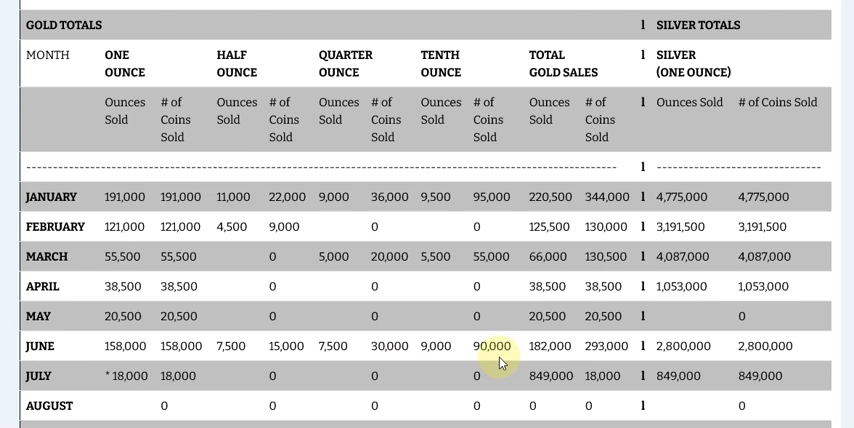 GOLD TOTALS l SILVER TOTALS
MONTH ONE OUNCE HALF OUNCE QUARTER OUNCE TENTH OUNCE TOTAL GOLD SALES l SILVER (ONE OUNCE)
Ounces Sold # of Coins Sold Ounces Sold # of Coins Sold Ounces Sold # of Coins Sold Ounces Sold # of Coins Sold Ounces Sold # of Coins Sold l Ounces Sold # of Coins Sold
---------------------------------------------------------------------------------------------------------------- l -------------------------------
JANUARY 191,000 191,000 11,000 22,000 9,000 36,000 9,500 95,000 220,500 344,000 l 4,775,000 4,775,000
FEBRUARY 121,000 121,000 4,500 9,000 0 0 125,500 130,000 l 3,191,500 3,191,500
MARCH 55,500 55,500 0 5,000 20,000 5,500 55,000 66,000 130,500 l 4,087,000 4,087,000
APRIL 38,500 38,500 0 0 0 38,500 38,500 l 1,053,000 1,053,000
MAY 20,500 20,500 0 0 0 20,500 20,500 l 0
JUNE 158,000 158,000 7,500 15,000 7,500 30,000 9,000 90,000 182,000 293,000 l 2,800,000 2,800,000
JULY * 18,000 18,000 0 0 0 849,000 18,000 l 849,000 849,000
AUGUST 0 0 0 0 0 0 l 0